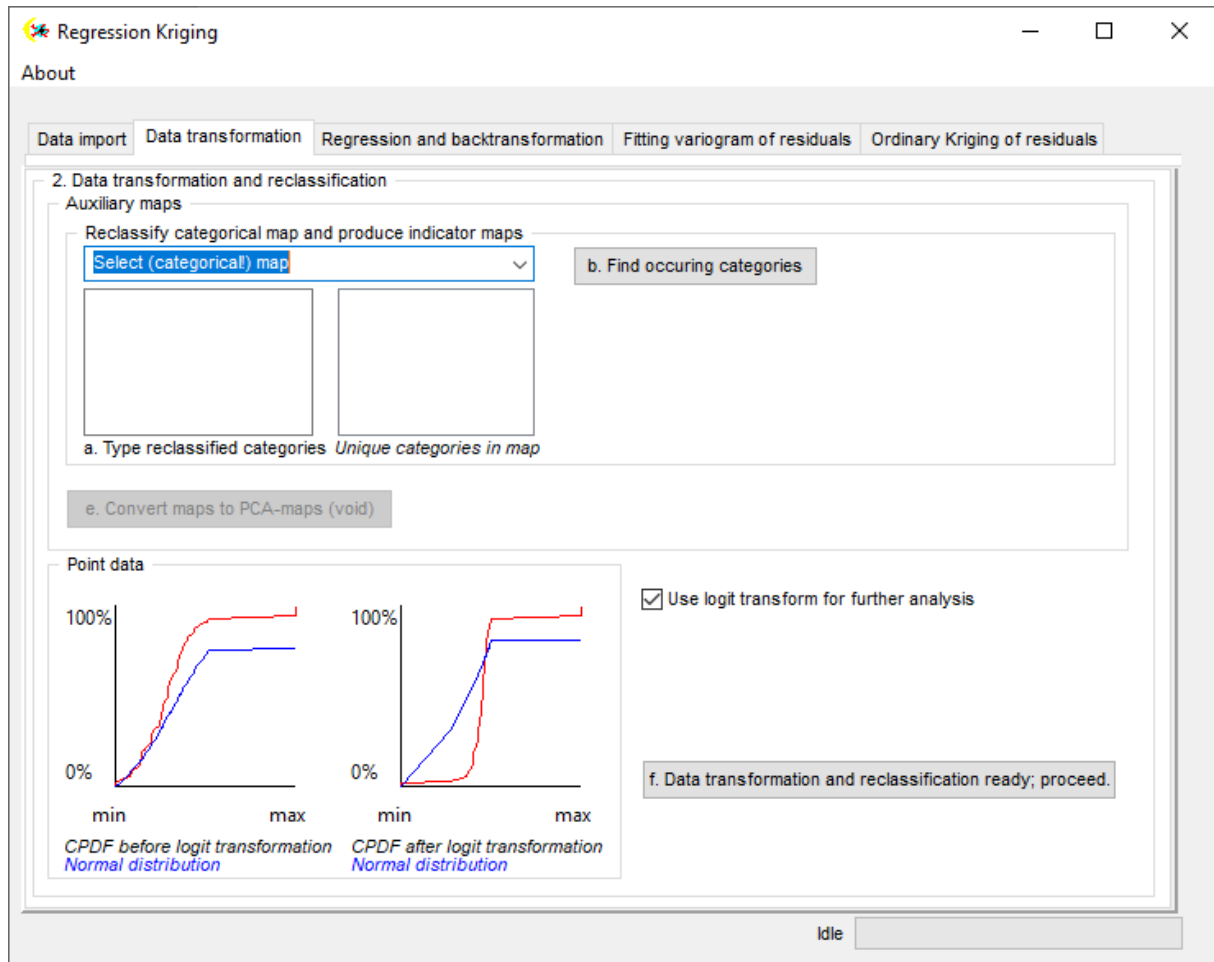 Regression Kriging
About
Data import
Data transformation
Regression and backtransformation
Fitting variogram of residuals
Ordinary Kriging of residuals
2. Data transformation and reclassification
Auxiliary maps
Reclassify categorical map and produce indicator maps
Select (categorical!) map
b. Find occuring categories
a. Type reclassified categories
Unique categories in map
e. Convert maps to PCA-maps (void)
Point data
100%
0%
min
max
CPDF before logit transformation
Normal distribution
100%
0%
min
max
CPDF after logit transformation
Normal distribution
Use logit transform for further analysis
f. Data transformation and reclassification ready; proceed.
Idle